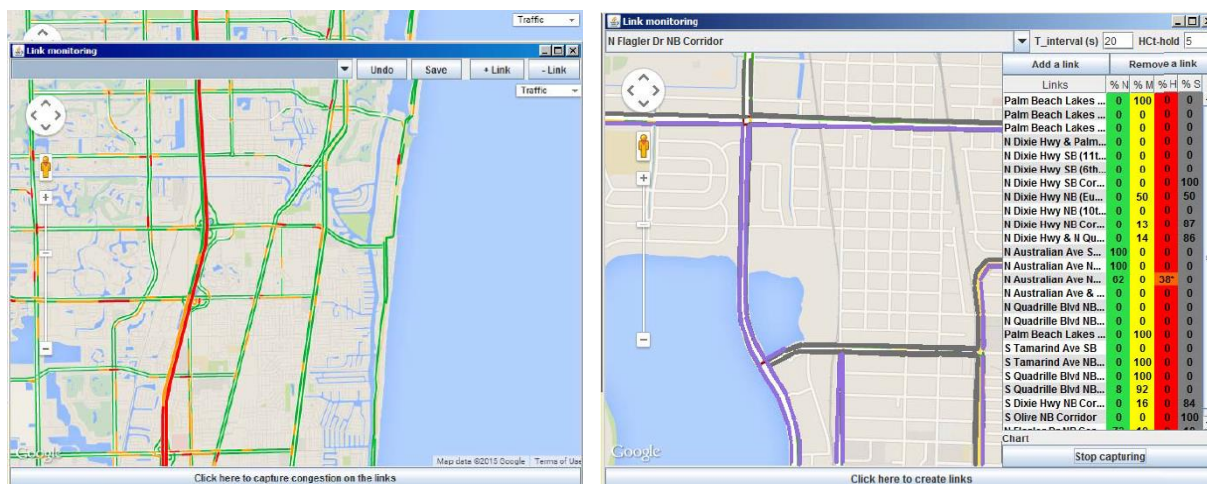 Traffic
Link monitoring
Undo Save + Link - Link
Traffic
Google
Map data ©2015 Google Terms of Use
Click here to capture congestion on the links
Link monitoring
N Flagler Dr NB Corridor T_interval (s) 20 HCt-hold 5
Add a link Remove a link
Links % N % M % H % S
Palm Beach Lakes ... 0 100 0 0
Palm Beach Lakes ... 0 0 0 0
Palm Beach Lakes ... 0 0 0 0
N Dixie Hwy & Palm... 0 0 0 0
N Dixie Hwy SB (11t... 0 0 0 0
N Dixie Hwy SB (6th... 0 0 0 0
N Dixie Hwy SB Cor... 0 0 0 100
N Dixie Hwy NB (Eu... 0 50 0 50
N Dixie Hwy NB (10t... 0 0 0 0
N Dixie Hwy NB Cor... 0 13 0 87
N Dixie Hwy & N Qu... 0 14 0 86
N Australian Ave S... 100 0 0 0
N Australian Ave N... 100 0 0 0
N Australian Ave N... 62 0 38* 0
N Australian Ave & ... 0 0 0 0
N Quadrille Blvd NB... 0 0 0 0
N Quadrille Blvd NB... 0 0 0 0
Palm Beach Lakes ... 0 100 0 0
S Tamarind Ave SB 0 0 0 0
S Tamarind Ave NB... 0 100 0 0
S Quadrille Blvd NB... 0 100 0 0
S Quadrille Blvd NB... 8 92 0 0
S Dixie Hwy NB Cor... 0 16 0 84
S Olive NB Corridor 0 0 0 100
Chart
Stop capturing
Google
Click here to create links